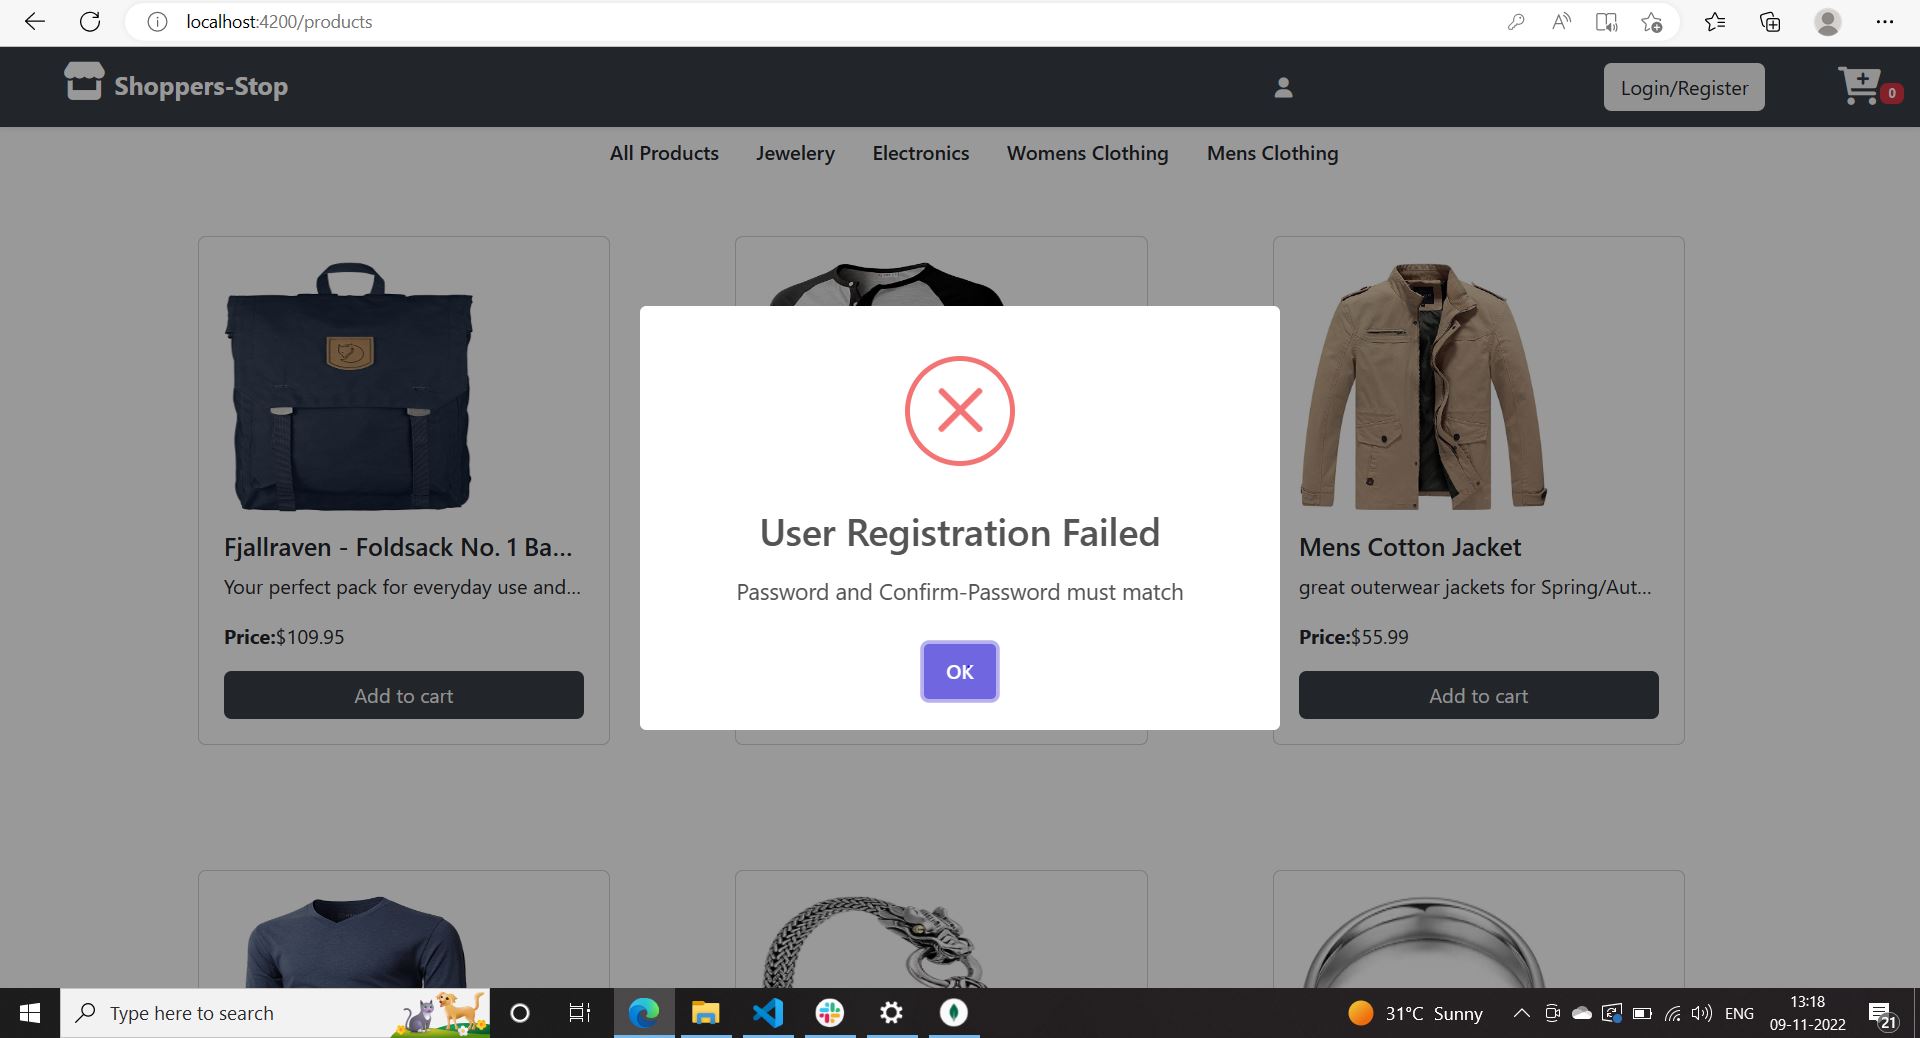 localhost:4200/products
Shoppers-Stop
Login/Register
0
All Products Jewelery Electronics Womens Clothing Mens Clothing
User Registration Failed
Password and Confirm-Password must match
OK
Fjallraven - Foldsack No. 1 Ba...
Your perfect pack for everyday use and...
Price:$109.95
Add to cart
Mens Cotton Jacket
great outerwear jackets for Spring/Aut...
Price:$55.99
Add to cart
Type here to search
31°C Sunny
ENG
13:18
09-11-2022
21